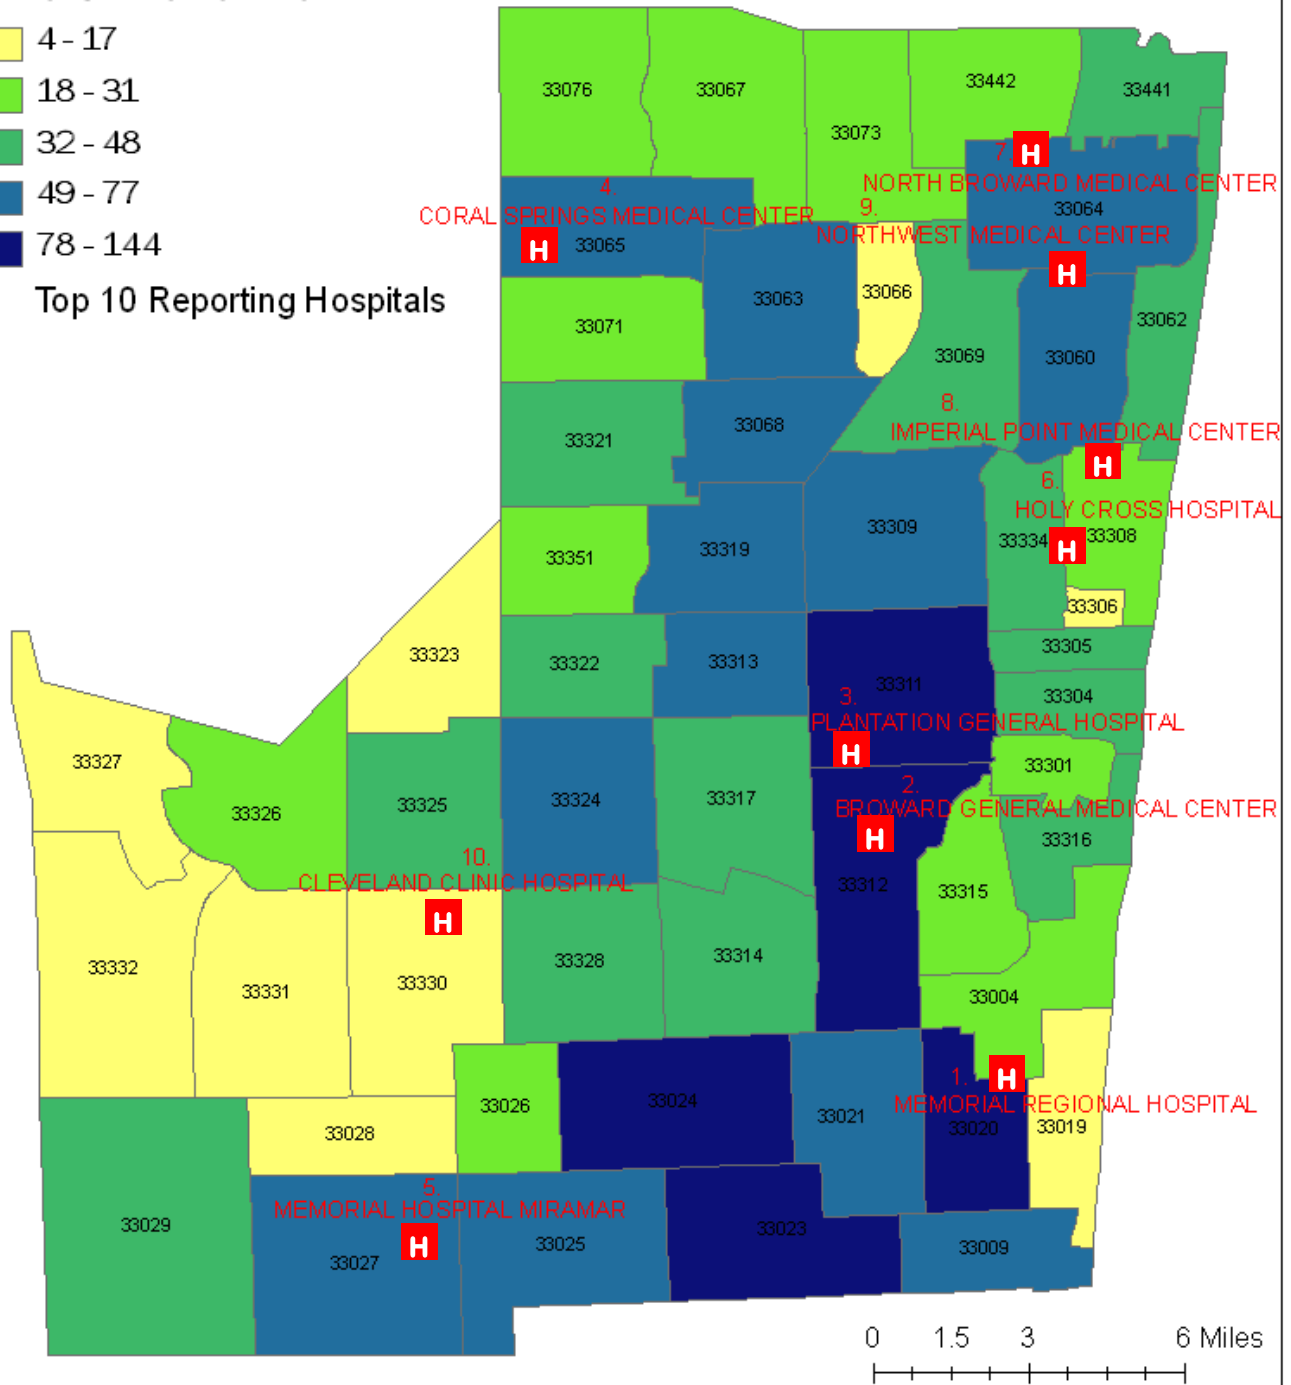 4 - 17
18 - 31
32 - 48
49 - 77
78 - 144
Top 10 Reporting Hospitals
33076
33067
33442
33441
33073
7.
H
NORTH BROWARD MEDICAL CENTER
4
CORAL SPRINGS MEDICAL CENTER
9.
33064
NORTHWEST MEDICAL CENTER
H
33065
H
33063
33066
33062
33071
33069
33060
8.
33321
33068
IMPERIAL POINT MEDICAL CENTER
H
6.
HOLY CROSS HOSPITAL
33351
33319
33309
33334
H
33308
33306
33323
33322
33313
33305
33311
3.
33304
PLANTATION GENERAL HOSPITAL
H
33327
33301
2.
33326
33325
33324
33317
BROWARD GENERAL MEDICAL CENTER
H
33316
10.
CLEVELAND CLINIC HOSPITAL
33312
33315
H
33332
33331
33330
33328
33314
33004
1.
H
33026
33024
33021
MEMORIAL REGIONAL HOSPITAL
33020
33019
33028
5.
MEMORIAL HOSPITAL MIRAMAR
33029
33027
H
33025
33023
33009
0 1.5 3 6 Miles